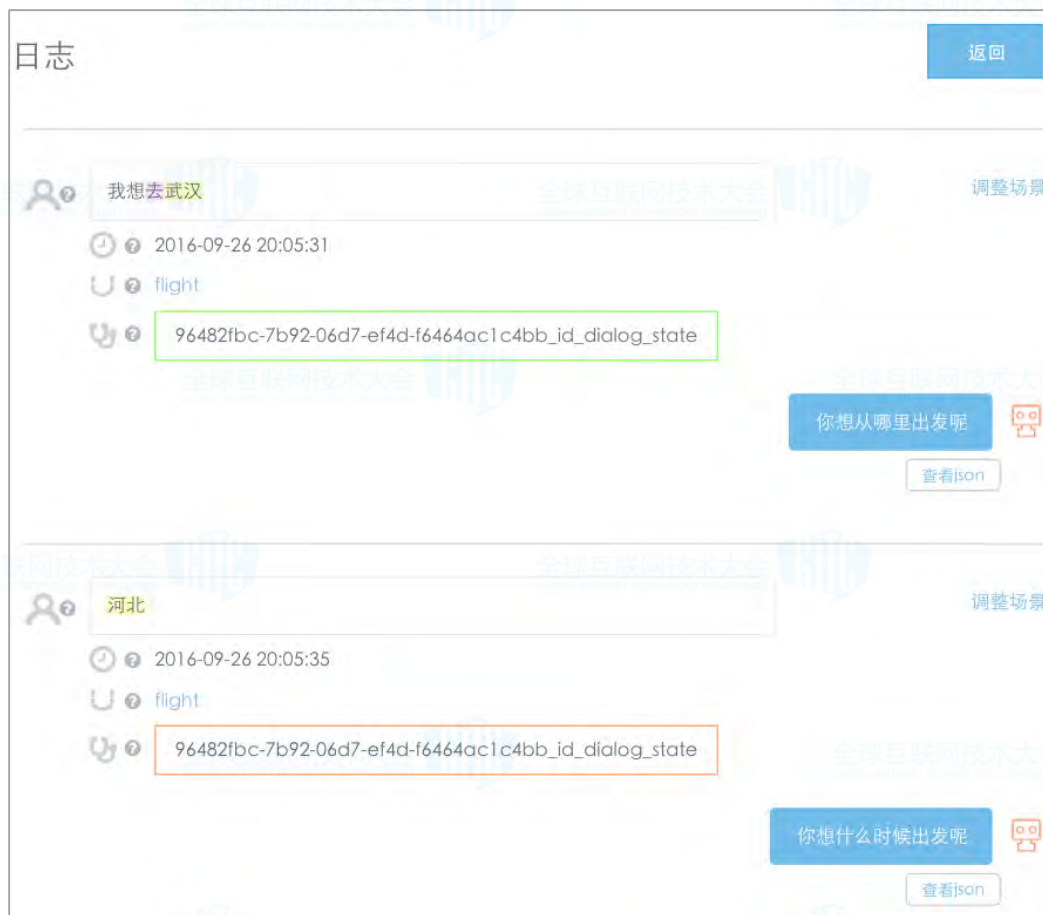 日志
返回
我想去武汉
调整场景
2016-09-26 20:05:31
flight
96482fbc-7b92-06d7-ef4d-f6464ac1c4bb_id_dialog_state
你想从哪里出发呢
查看json
河北
调整场景
2016-09-26 20:05:35
flight
96482fbc-7b92-06d7-ef4d-f6464ac1c4bb_id_dialog_state
你想什么时候出发呢
查看json
全球互联网技术大会